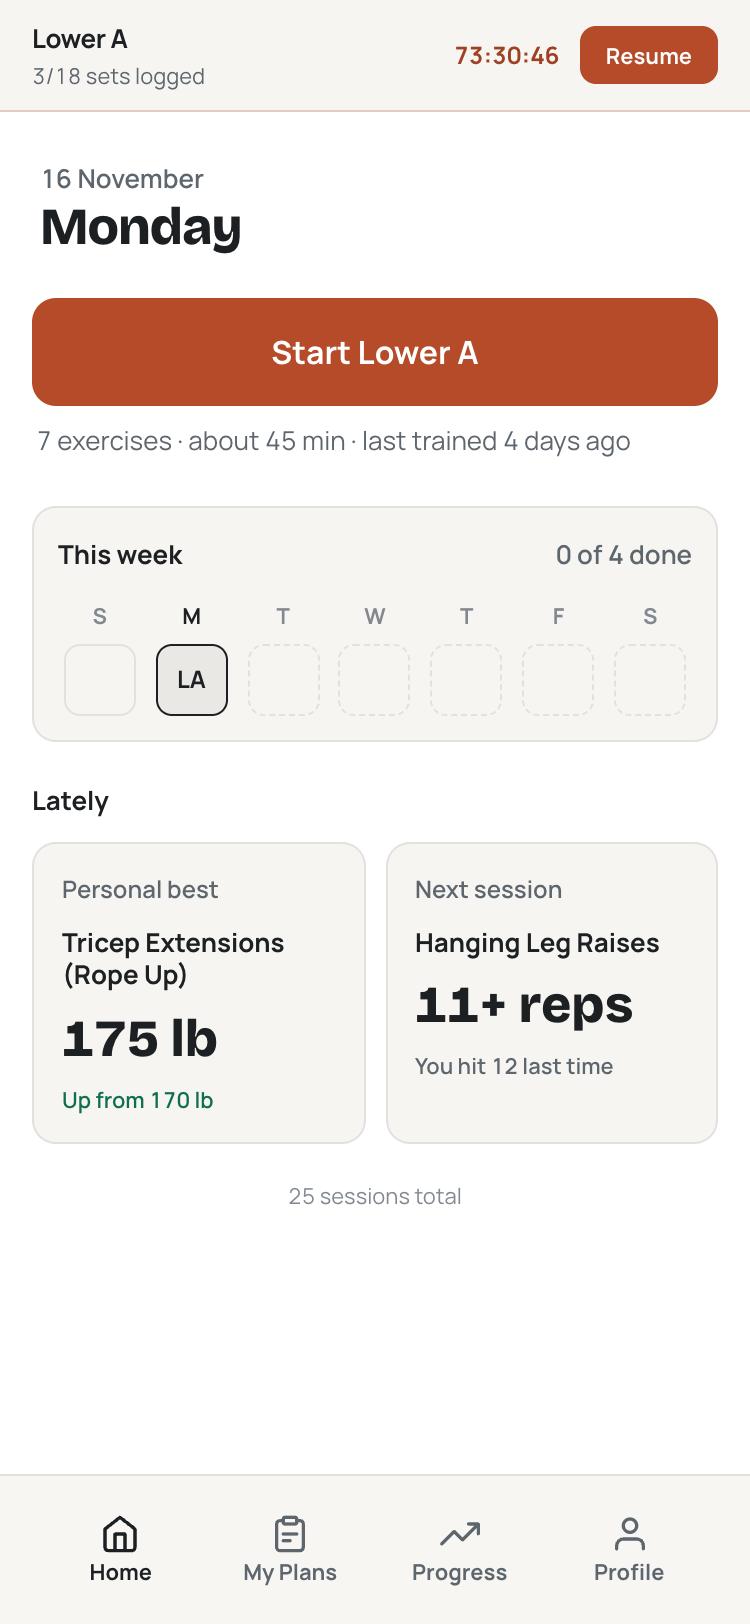 Lower A
3/18 sets logged
73:30:46
Resume
16 November
Monday
Start Lower A
7 exercises · about 45 min · last trained 4 days ago
This week
0 of 4 done
S M T W T F S
LA
Lately
Personal best
Tricep Extensions
(Rope Up)
175 lb
Up from 170 lb
Next session
Hanging Leg Raises
11+ reps
You hit 12 last time
25 sessions total
Home
My Plans
Progress
Profile